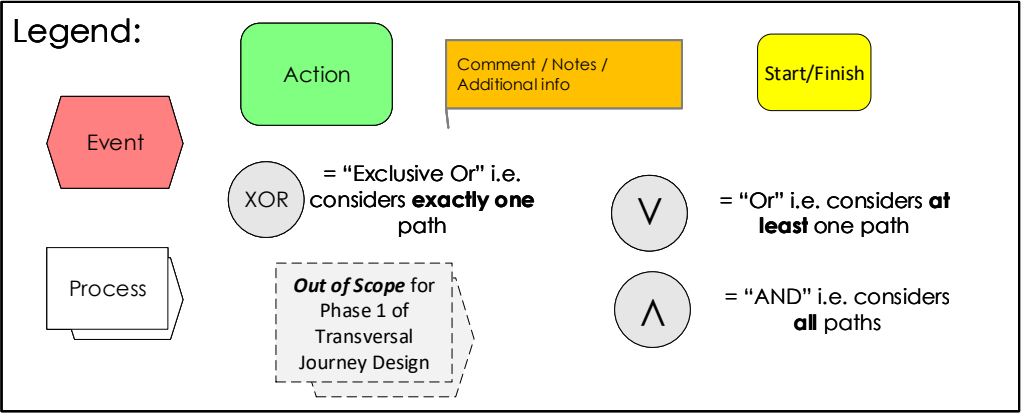 Legend:
Action
Comment / Notes /
Additional info
Start/Finish
Event
XOR
= “Exclusive Or” i.e.
considers exactly one
path
V
= “Or” i.e. considers at
least one path
Process
Out of Scope for
Phase 1 of
Transversal
Journey Design
Λ
= “AND” i.e. considers
all paths